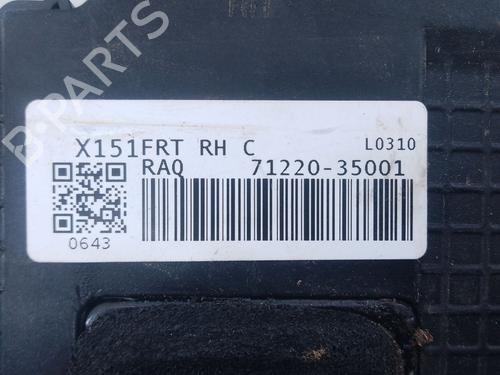 B-PARTS
X151FRT RH C L0310
RAQ 71220-35001
0643